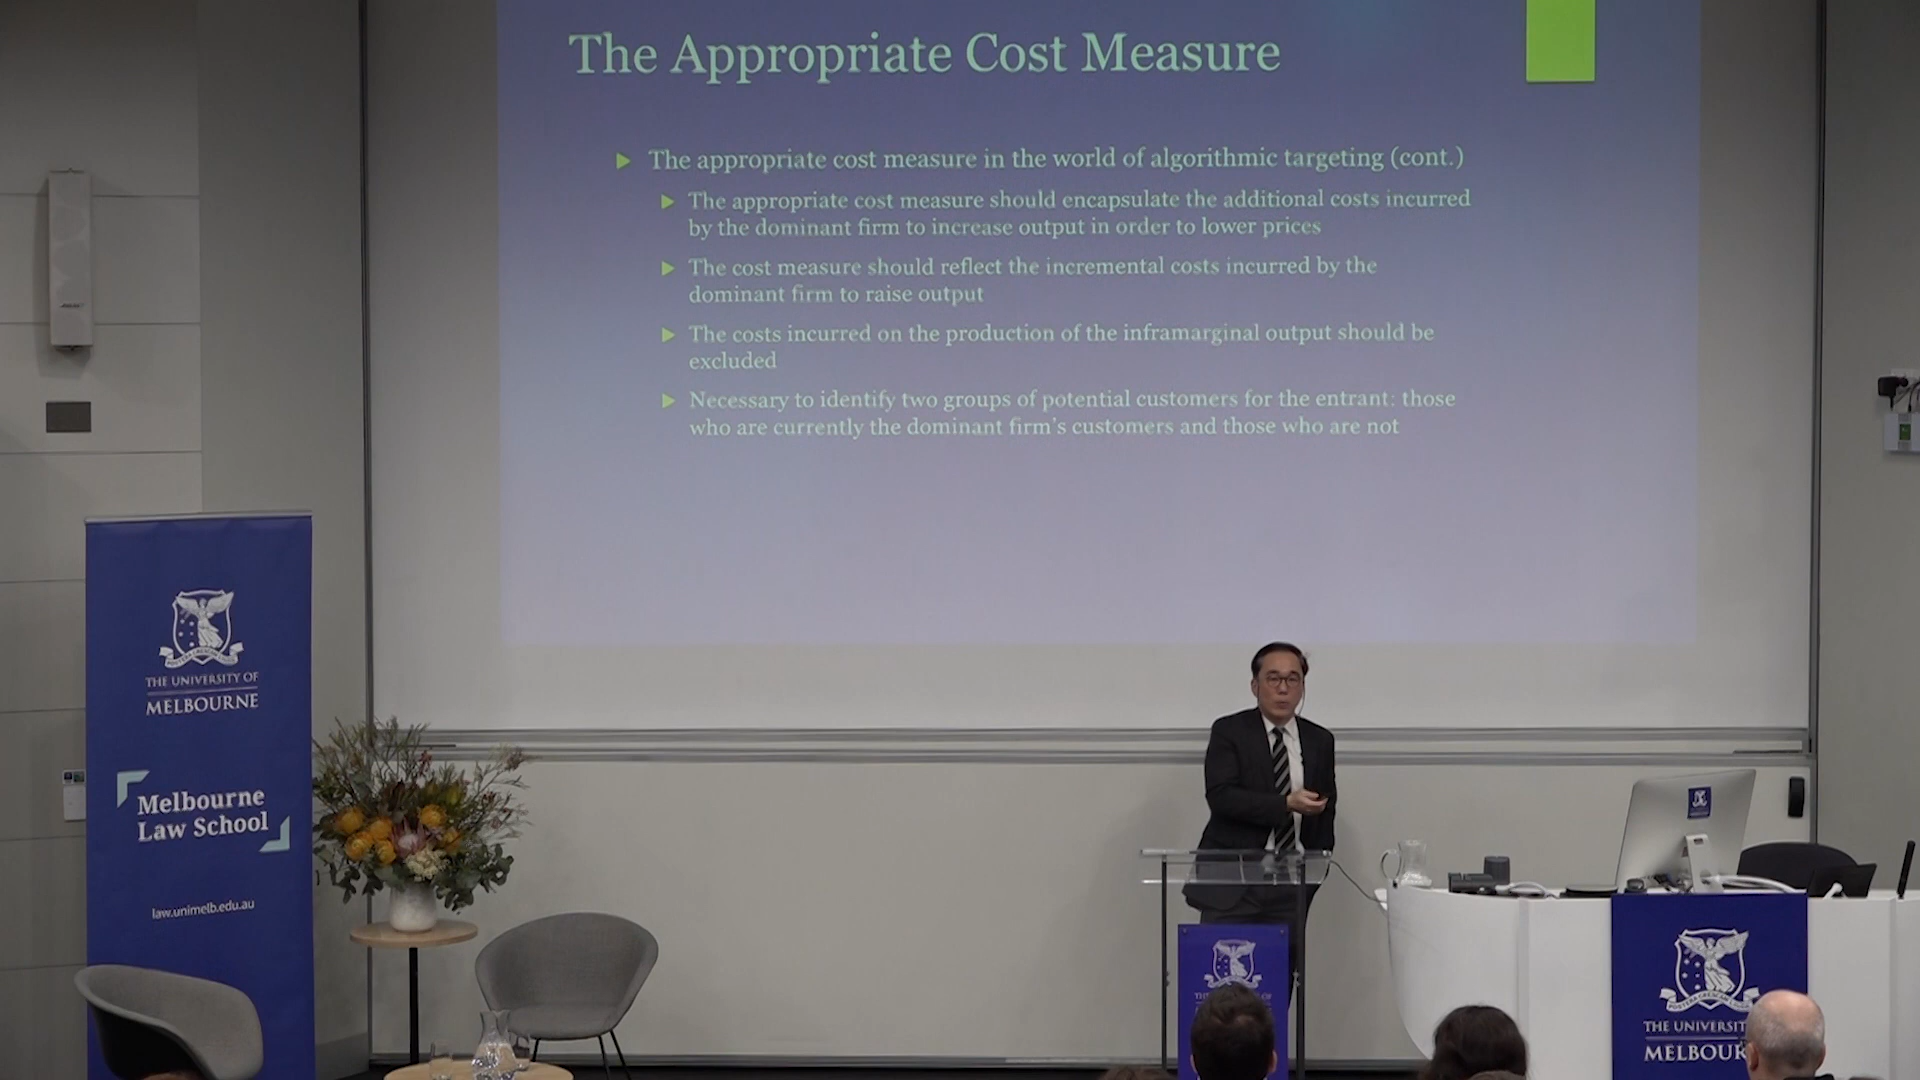 The Appropriate Cost Measure
The appropriate cost measure in the world of algorithmic targeting (cont.)
The appropriate cost measure should encapsulate the additional costs incurred
by the dominant firm to increase output in order to lower prices
The cost measure should reflect the incremental costs incurred by the
dominant firm to raise output
The costs incurred on the production of the inframarginal output should be
excluded
Necessary to identify two groups of potential customers for the entrant: those
who are currently the dominant firm's customers and those who are not
THE UNIVERSITY OF
MELBOURNE
Melbourne
Law School
law.unimelb.edu.au
THE UNIVERSIT
MELBOUR